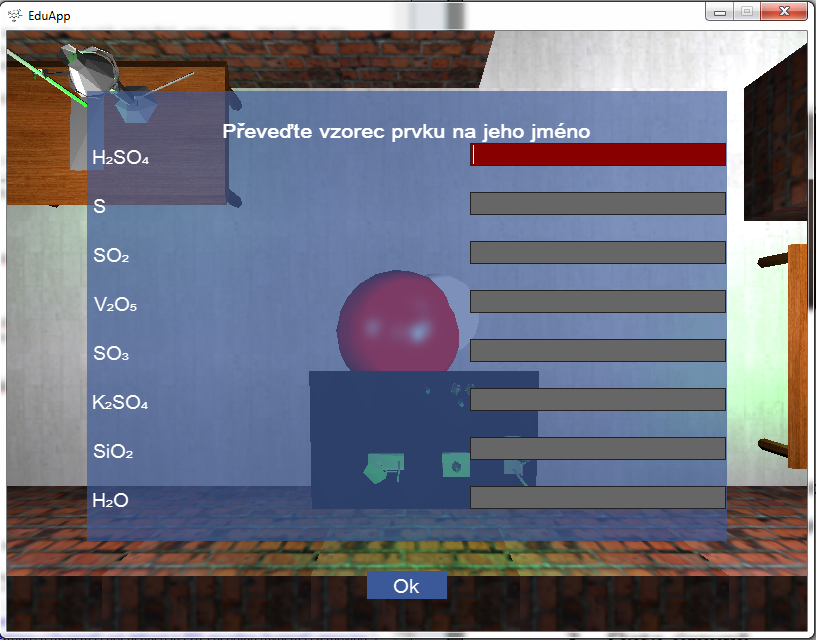 EduApp
Převeďte vzorec prvku na jeho jméno
H₂SO₄
S
SO₂
V₂O₅
SO₃
K₂SO₄
SiO₂
H₂O
Ok